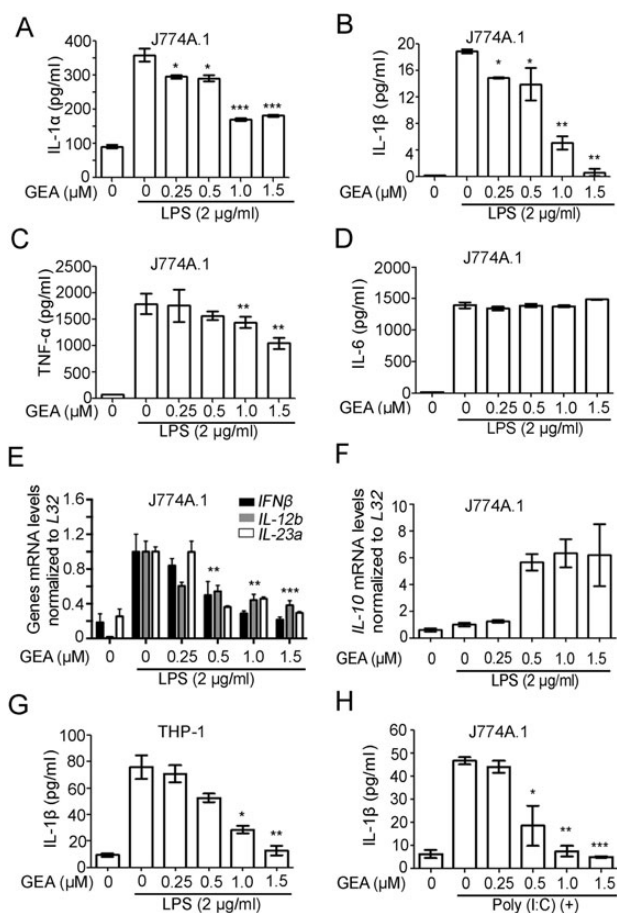 A
J774A.1
IL-1α (pg/ml)
400
350
300
250
200
150
100
50
0
* * *** ***
GEA (µM) 0 0 0.25 0.5 1.0 1.5
LPS (2 µg/ml)
B
J774A.1
IL-1β (pg/ml)
20
16
12
8
4
0
* * ** **
GEA (µM) 0 0 0.25 0.5 1.0 1.5
LPS (2 µg/ml)
C
J774A.1
TNF-α (pg/ml)
2500
2000
1750
1500
1000
500
0
** **
GEA (µM) 0 0 0.25 0.5 1.0 1.5
LPS (2 µg/ml)
D
J774A.1
IL-6 (pg/ml)
2000
1500
1000
500
0
GEA (µM) 0 0 0.25 0.5 1.0 1.5
LPS (2 µg/ml)
E
J774A.1
Genes mRNA levels
normalized to L32
1.6
1.2
0.8
0.4
0
IFNβ
IL-12b
IL-23a
** ** ***
GEA (µM) 0 0 0.25 0.5 1.0 1.5
LPS (2 µg/ml)
F
J774A.1
IL-10 mRNA levels
normalized to L32
10
8
6
4
2
0
GEA (µM) 0 0 0.25 0.5 1.0 1.5
LPS (2 µg/ml)
G
THP-1
IL-1β (pg/ml)
100
80
60
40
20
0
* **
GEA (µM) 0 0 0.25 0.5 1.0 1.5
LPS (2 µg/ml)
H
J774A.1
IL-1β (pg/ml)
60
50
40
30
20
10
0
* ** ***
GEA (µM) 0 0 0.25 0.5 1.0 1.5
Poly (I:C) (+)